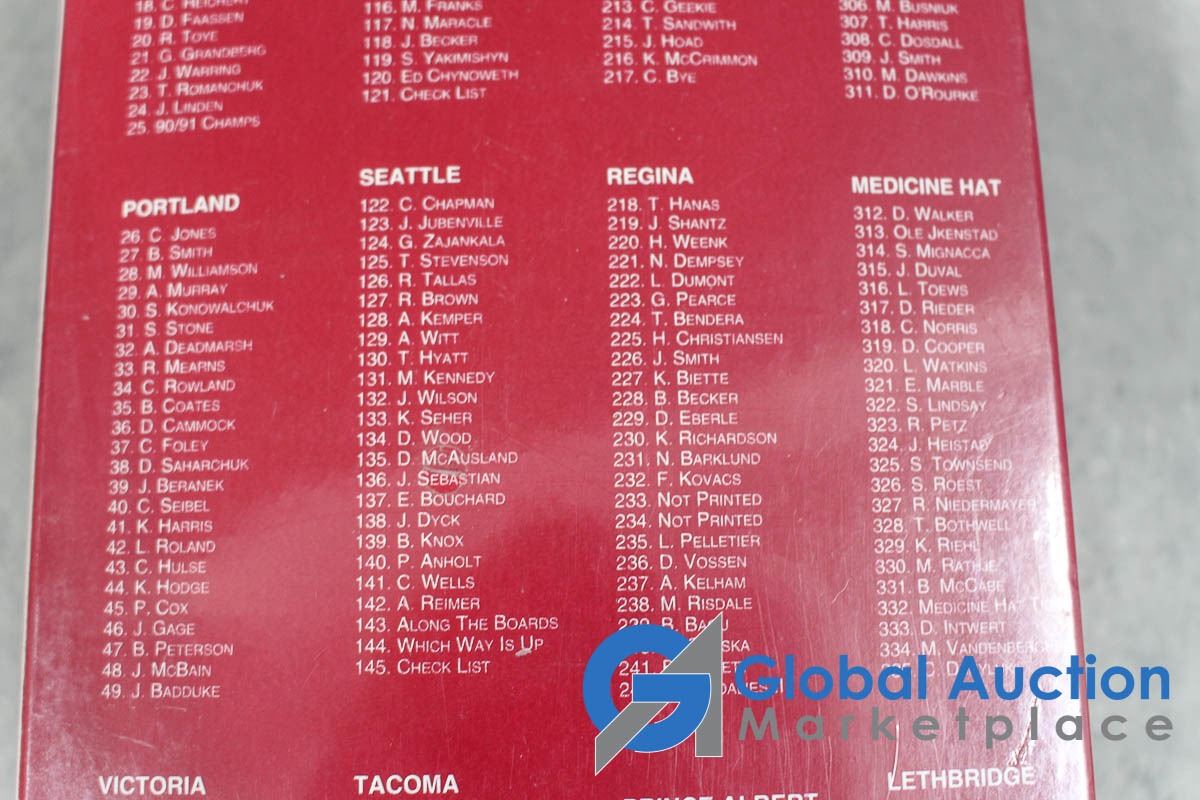 18. C. REICHERT
19. D. FAASSEN
20. R. TOYE
21. G. GRANDBERG
22. J. WARRING
23. T. ROMANCHUK
24. J. LINDEN
25. 90/91 CHAMPS
PORTLAND
26. C. JONES
27. B. SMITH
28. M. WILLIAMSON
29. A. MURRAY
30. S. KONOWALCHUK
31. S. STONE
32. A. DEADMARSH
33. R. MEARNS
34. C. ROWLAND
35. B. COATES
36. D. CAMMOCK
37. C. FOLEY
38. D. SAHARCHUK
39. J. BERANEK
40. C. SEIBEL
41. K. HARRIS
42. L. ROLAND
43. C. HULSE
44. K. HODGE
45. P. COX
46. J. GAGE
47. B. PETERSON
48. J. MCBAIN
49. J. BADDUKE
VICTORIA
116. M. FRANKS
117. N. MARACLE
118. J. BECKER
119. S. YAKIMISHYN
120. ED CHYNOWETH
121. CHECK LIST
SEATTLE
122. C. CHAPMAN
123. J. JUBENVILLE
124. G. ZAJANKALA
125. T. STEVENSON
126. R. TALLAS
127. R. BROWN
128. A. KEMPER
129. A. WITT
130. T. HYATT
131. M. KENNEDY
132. J. WILSON
133. K. SEHER
134. D. WOOD
135. D. MCAUSLAND
136. J. SEBASTIAN
137. E. BOUCHARD
138. J. DYCK
139. B. KNOX
140. P. ANHOLT
141. C. WELLS
142. A. REIMER
143. ALONG THE BOARDS
144. WHICH WAY IS UP
145. CHECK LIST
TACOMA
213. C. GEEKIE
214. T. SANDWITH
215. J. HOAD
216. K. MCCRIMMON
217. C. BYE
REGINA
218. T. HANAS
219. J. SHANTZ
220. H. WEENK
221. N. DEMPSEY
222. L. DUMONT
223. G. PEARCE
224. T. BENDERA
225. H. CHRISTIANSEN
226. J. SMITH
227. K. BIETTE
228. B. BECKER
229. D. EBERLE
230. K. RICHARDSON
231. N. BARKLUND
232. F. KOVACS
233. NOT PRINTED
234. NOT PRINTED
235. L. PELLETIER
236. D. VOSSEN
237. A. KELHAM
238. M. RISDALE
241.
PRINCE ALBERT
306. M. BUSNIUK
307. T. HARRIS
308. C. DOSDALL
309. J. SMITH
310. M. DAWKINS
311. D. O'ROURKE
MEDICINE HAT
312. D. WALKER
313. OLE JKENSTAD
314. S. MIGNACCA
315. J. DUVAL
316. L. TOEWS
317. D. RIEDER
318. C. NORRIS
319. D. COOPER
320. L. WATKINS
321. E. MARBLE
322. S. LINDSAY
323. R. PETZ
324. J. HEISTAD
325. S. TOWNSEND
326. S. ROEST
327. R. NIEDERMAYER
328. T. BOTHWELL
329. K. RIEHL
330. M. RATHJE
331. B. MCCABE
332. MEDICINE HAT
333. D. INTWERT
334. M. VANDENBERGHE
LETHBRIDGE
Global Auction
Marketplace